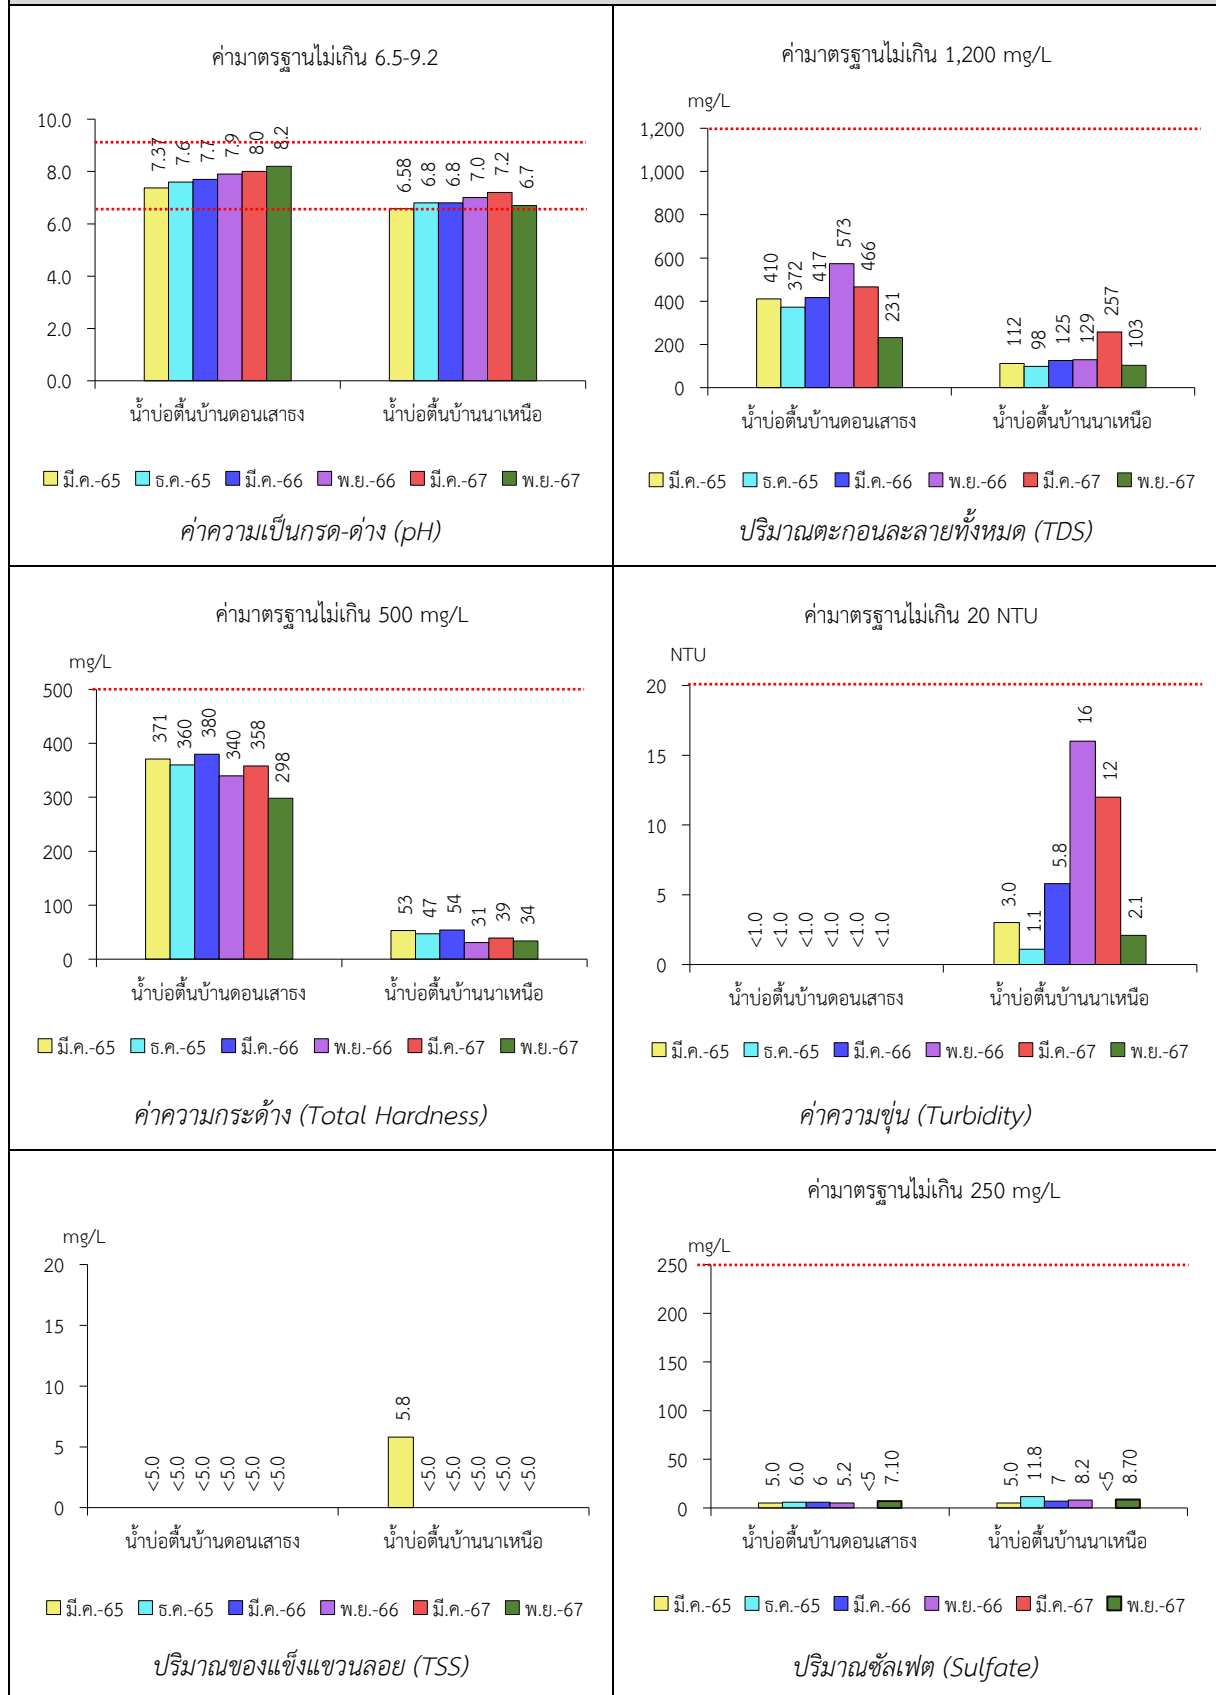 ค่ามาตรฐานไม่เกิน 6.5-9.2
10.0
8.0
6.0
4.0
2.0
0.0
7.37 7.6 7.7 7.9 8.0 8.2
6.58 6.8 6.8 7.0 7.2 6.7
น้ำบ่อตื้นบ้านดอนเสาธง น้ำบ่อตื้นบ้านนาเหนือ
มี.ค.-65 ธ.ค.-65 มี.ค.-66 พ.ย.-66 มี.ค.-67 พ.ย.-67
ค่าความเป็นกรด-ด่าง (pH)
ค่ามาตรฐานไม่เกิน 1,200 mg/L
mg/L
1,200
1,000
800
600
400
200
0
410 372 417 573 466 231
112 98 125 129 257 103
น้ำบ่อตื้นบ้านดอนเสาธง น้ำบ่อตื้นบ้านนาเหนือ
มี.ค.-65 ธ.ค.-65 มี.ค.-66 พ.ย.-66 มี.ค.-67 พ.ย.-67
ปริมาณตะกอนละลายทั้งหมด (TDS)
ค่ามาตรฐานไม่เกิน 500 mg/L
mg/L
500
400
300
200
100
0
371 360 380 340 358 298
53 47 54 31 39 34
น้ำบ่อตื้นบ้านดอนเสาธง น้ำบ่อตื้นบ้านนาเหนือ
มี.ค.-65 ธ.ค.-65 มี.ค.-66 พ.ย.-66 มี.ค.-67 พ.ย.-67
ค่าความกระด้าง (Total Hardness)
ค่ามาตรฐานไม่เกิน 20 NTU
NTU
20
15
10
5
0
<1.0 <1.0 <1.0 <1.0 <1.0 <1.0
3.0 1.1 5.8 16 12 2.1
น้ำบ่อตื้นบ้านดอนเสาธง น้ำบ่อตื้นบ้านนาเหนือ
มี.ค.-65 ธ.ค.-65 มี.ค.-66 พ.ย.-66 มี.ค.-67 พ.ย.-67
ค่าความขุ่น (Turbidity)
mg/L
20
15
10
5
0
<5.0 <5.0 <5.0 <5.0 <5.0 <5.0
5.8 <5.0 <5.0 <5.0 <5.0 <5.0
น้ำบ่อตื้นบ้านดอนเสาธง น้ำบ่อตื้นบ้านนาเหนือ
มี.ค.-65 ธ.ค.-65 มี.ค.-66 พ.ย.-66 มี.ค.-67 พ.ย.-67
ปริมาณของแข็งแขวนลอย (TSS)
ค่ามาตรฐานไม่เกิน 250 mg/L
mg/L
250
200
150
100
50
0
5.0 6.0 6 5.2 <5 7.10
5.0 11.8 7 8.2 <5 8.70
น้ำบ่อตื้นบ้านดอนเสาธง น้ำบ่อตื้นบ้านนาเหนือ
มี.ค.-65 ธ.ค.-65 มี.ค.-66 พ.ย.-66 มี.ค.-67 พ.ย.-67
ปริมาณซัลเฟต (Sulfate)